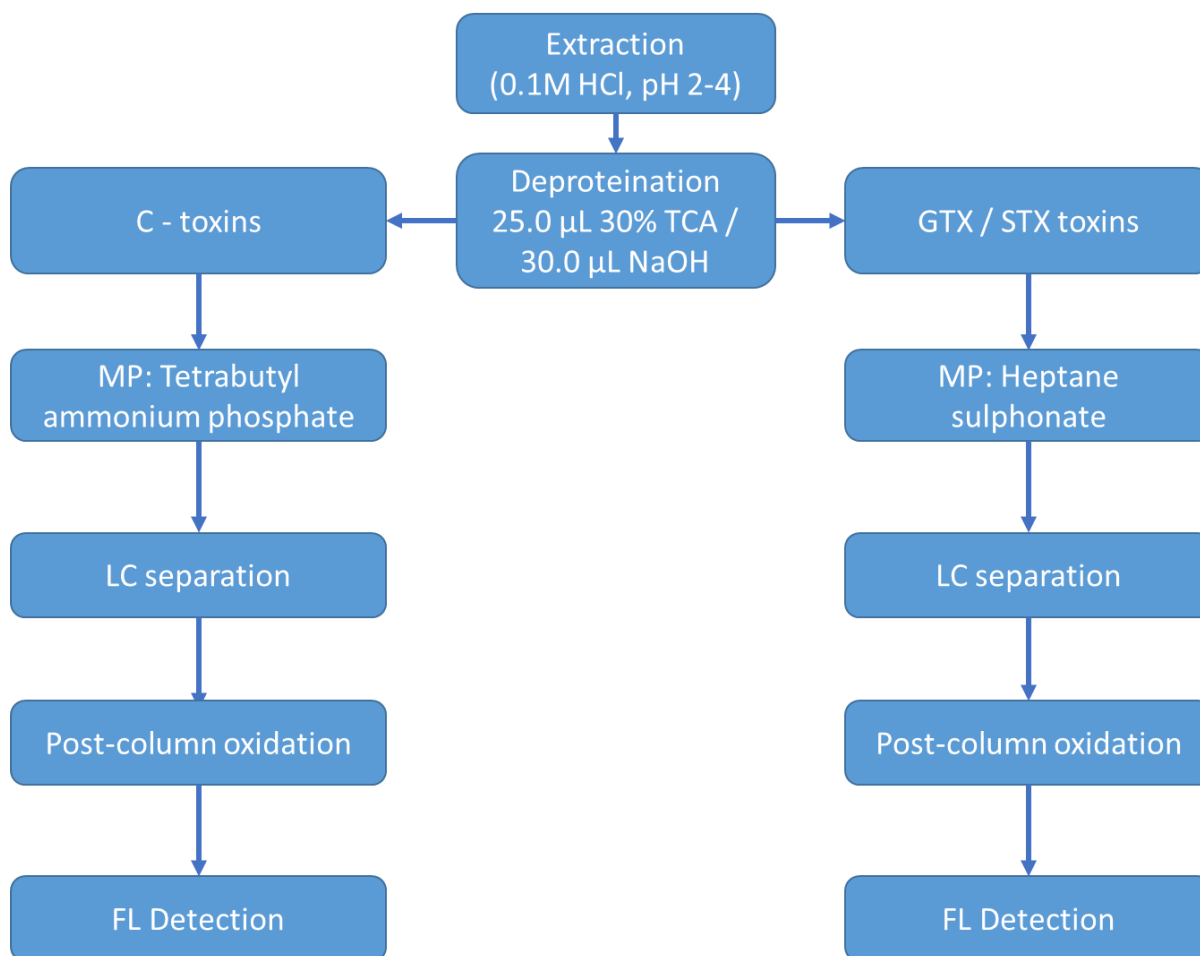 Extraction
(0.1M HCl, pH 2-4)
Deproteination
25.0 µL 30% TCA /
30.0 µL NaOH
C - toxins
GTX / STX toxins
MP: Tetrabutyl
ammonium phosphate
MP: Heptane
sulphonate
LC separation
LC separation
Post-column oxidation
Post-column oxidation
FL Detection
FL Detection